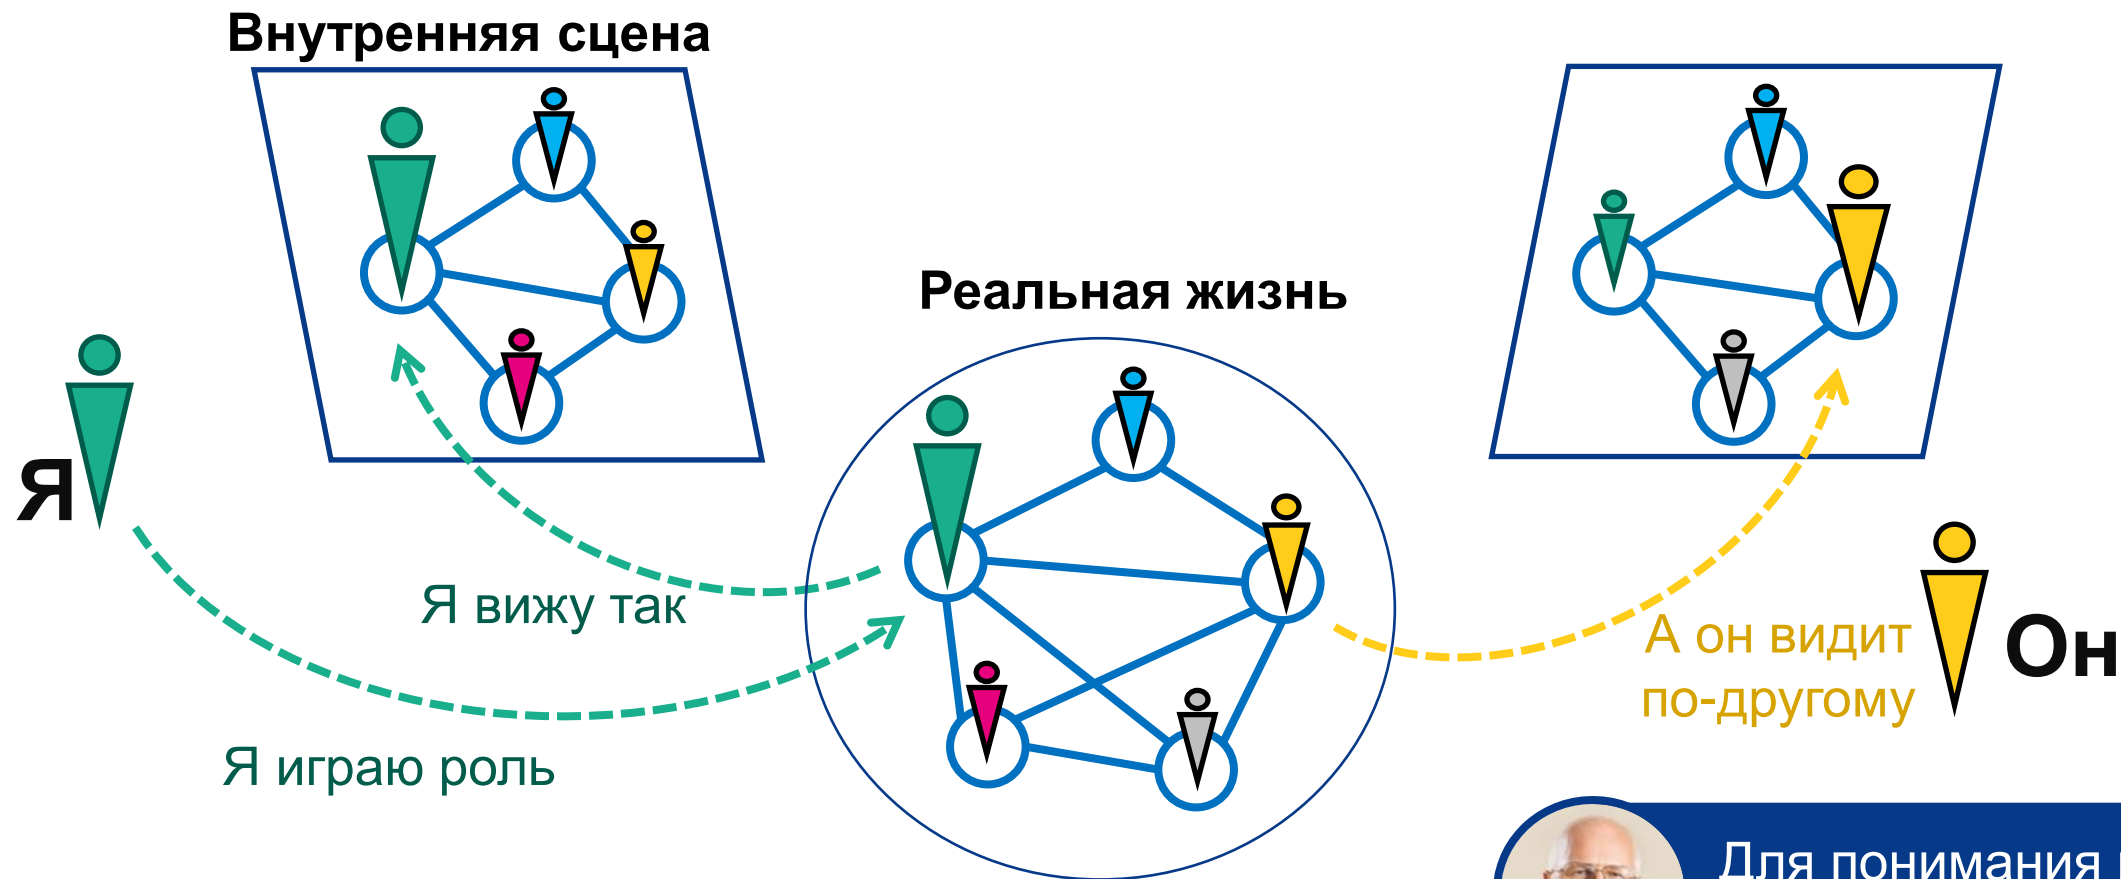 Внутренняя сцена
Реальная жизнь
Я
Я вижу так
Я играю роль
А он видит
по-другому
Он
Для понимания